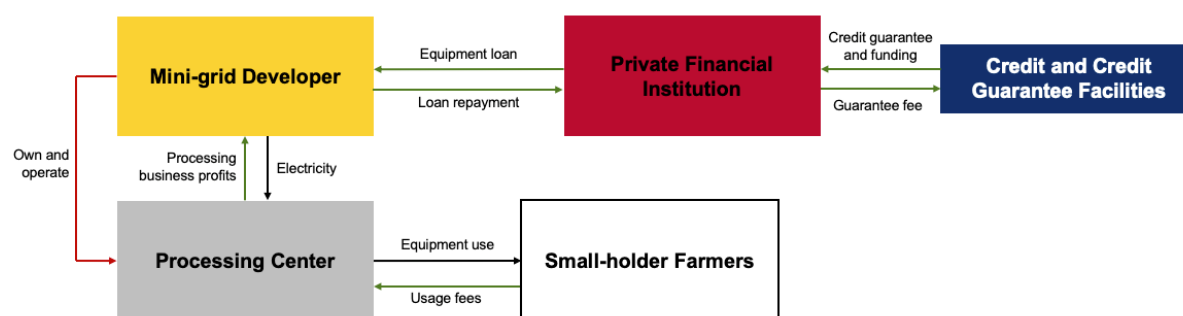 Mini-grid Developer
Equipment loan
Loan repayment
Private Financial
Institution
Credit guarantee
and funding
Guarantee fee
Credit and Credit
Guarantee Facilities
Own and
operate
Processing
business profits
Electricity
Processing Center
Equipment use
Usage fees
Small-holder Farmers